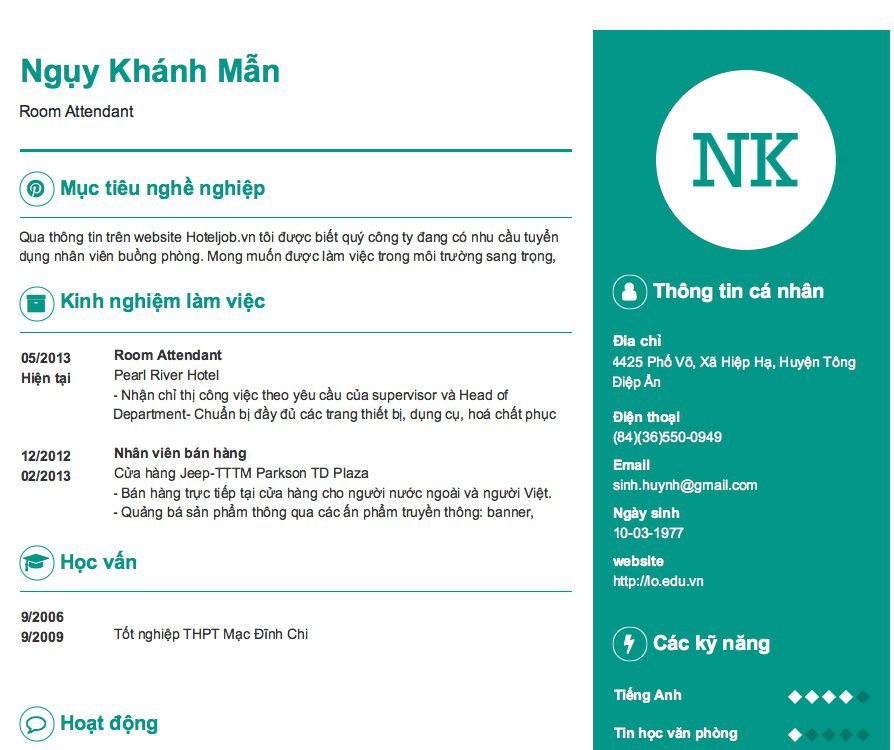 Ngụy Khánh Mẫn
Room Attendant
Mục tiêu nghề nghiệp
Qua thông tin trên website Hoteljob.vn tôi được biết quý công ty đang có nhu cầu tuyển
dụng nhân viên buồng phòng. Mong muốn được làm việc trong môi trường sang trọng,
Kinh nghiệm làm việc
05/2013
Hiện tại
Room Attendant
Pearl River Hotel
- Nhận chỉ thị công việc theo yêu cầu của supervisor và Head of
Department- Chuẩn bị đầy đủ các trang thiết bị, dụng cụ, hoá chất phục
12/2012
02/2013
Nhân viên bán hàng
Cửa hàng Jeep-TTTM Parkson TD Plaza
- Bán hàng trực tiếp tại cửa hàng cho người nước ngoài và người Việt.
- Quảng bá sản phẩm thông qua các ấn phẩm truyền thông: banner,
Học vấn
9/2006
9/2009
Tốt nghiệp THPT Mạc Đĩnh Chi
Hoạt động
NK
Thông tin cá nhân
Đia chỉ
4425 Phố Võ, Xã Hiệp Hạ, Huyện Tông
Điệp Ẩn
Điện thoại
(84)(36)550-0949
Email
sinh.huynh@gmail.com
Ngày sinh
10-03-1977
website
http://lo.edu.vn
Các kỹ năng
Tiếng Anh
Tin học văn phòng